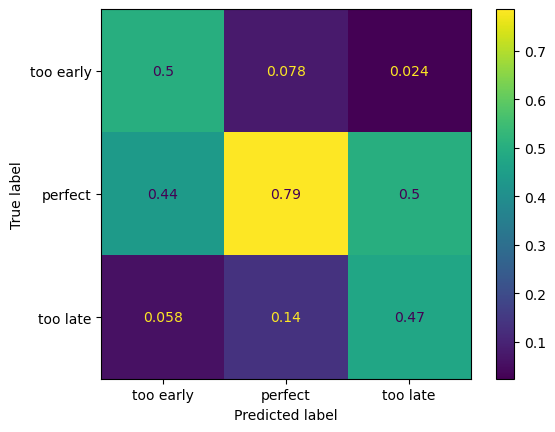 too early 0.5 0.078 0.024 0.7
0.6
True label
perfect 0.44 0.79 0.5 0.5
0.4
0.3
too late 0.058 0.14 0.47 0.2
0.1
too early perfect too late
Predicted label